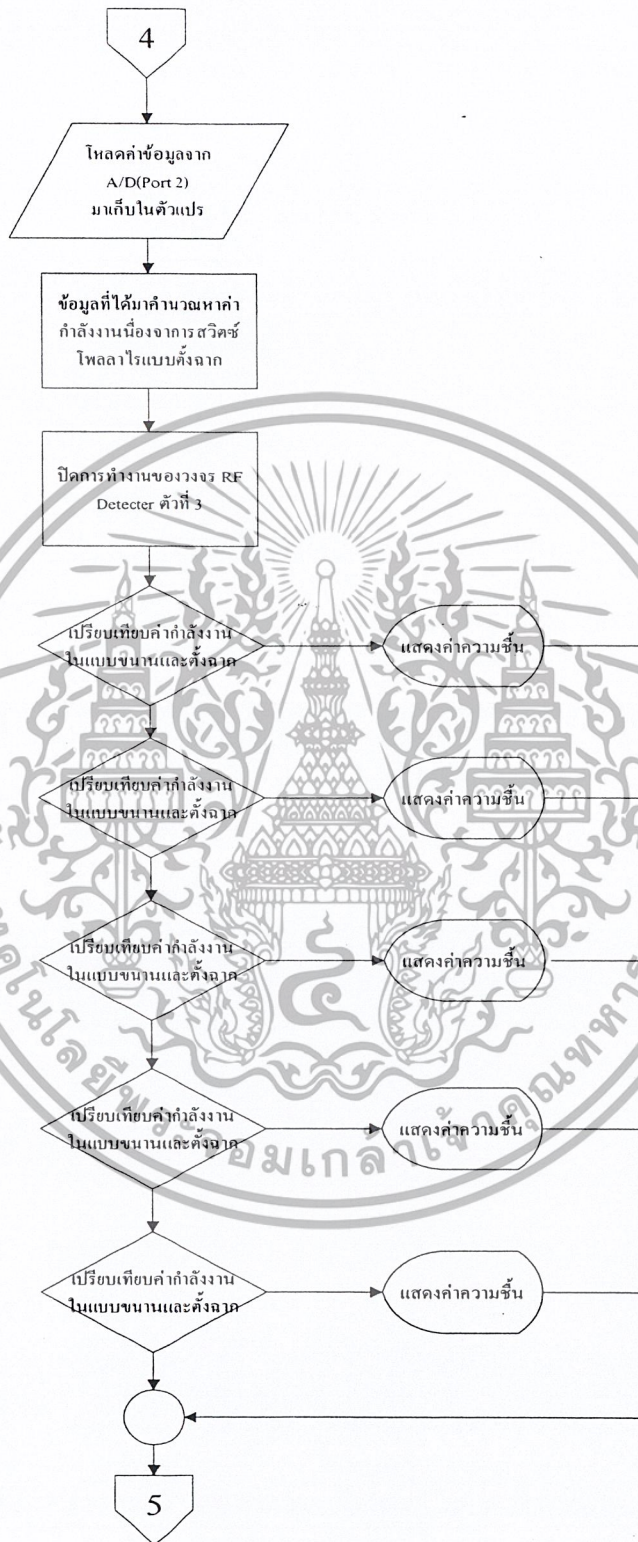 4
โหลดค่าข้อมูลจาก
A/D(Port 2)
มาเก็บในตัวแปร
ข้อมูลที่ได้มาคำนวณหาค่า
กำลังงานนื่องจาการสวิตซ์
โพลลาไรแบบตั้งฉาก
ปิดการทำงานของวงจร RF
Detecter ตัวที่ 3
เปรียบเทียบค่ากำลังงาน
ในแบบขนานและตั้งฉาก
แสดงค่าความชื้น
เปรียบเทียบค่ากำลังงาน
ในแบบขนานและตั้งฉาก
แสดงค่าความชื้น
เปรียบเทียบค่ากำลังงาน
ในแบบขนานและตั้งฉาก
แสดงค่าความชื้น
เปรียบเทียบค่ากำลังงาน
ในแบบขนานและตั้งฉาก
แสดงค่าความชื้น
เปรียบเทียบค่ากำลังงาน
ในแบบขนานและตั้งฉาก
แสดงค่าความชื้น
5